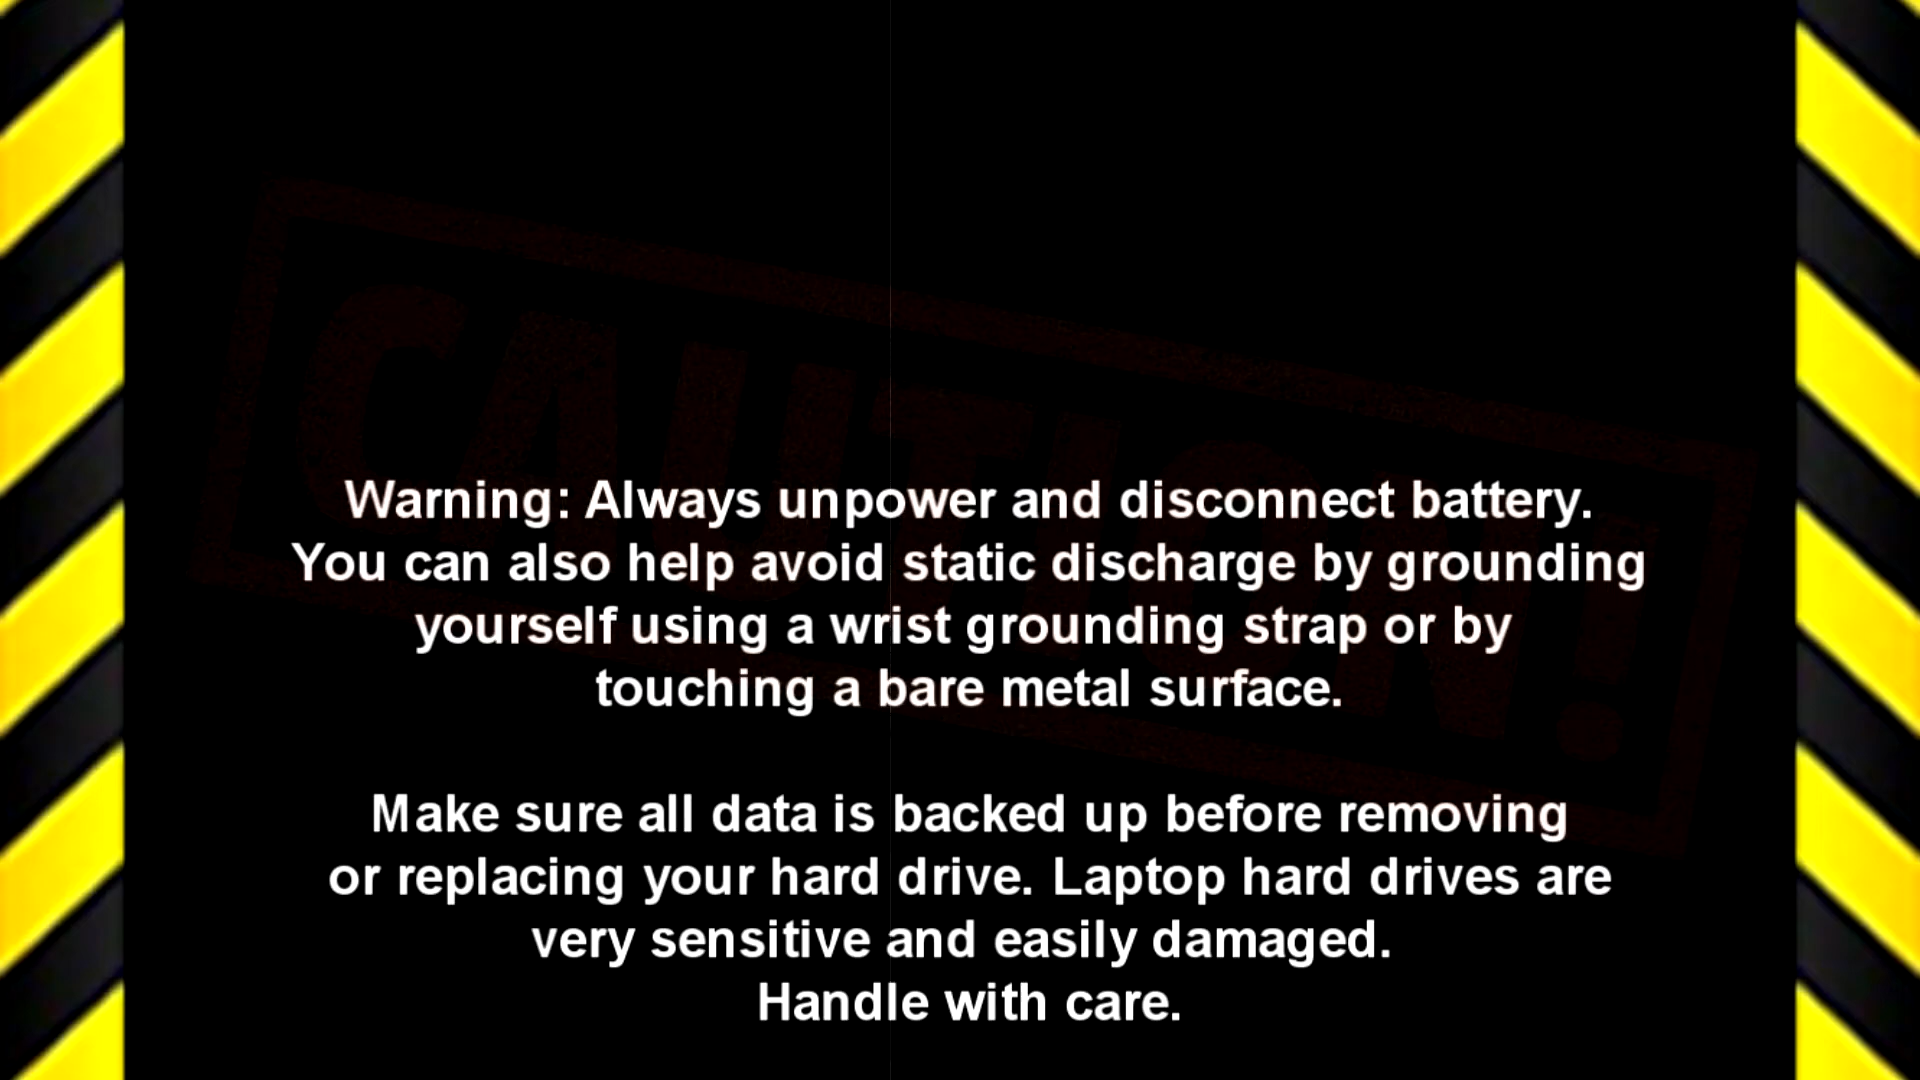 CAUTION!
Warning: Always unpower and disconnect battery.
You can also help avoid static discharge by grounding
yourself using a wrist grounding strap or by
touching a bare metal surface.
Make sure all data is backed up before removing
or replacing your hard drive. Laptop hard drives are
very sensitive and easily damaged.
Handle with care.